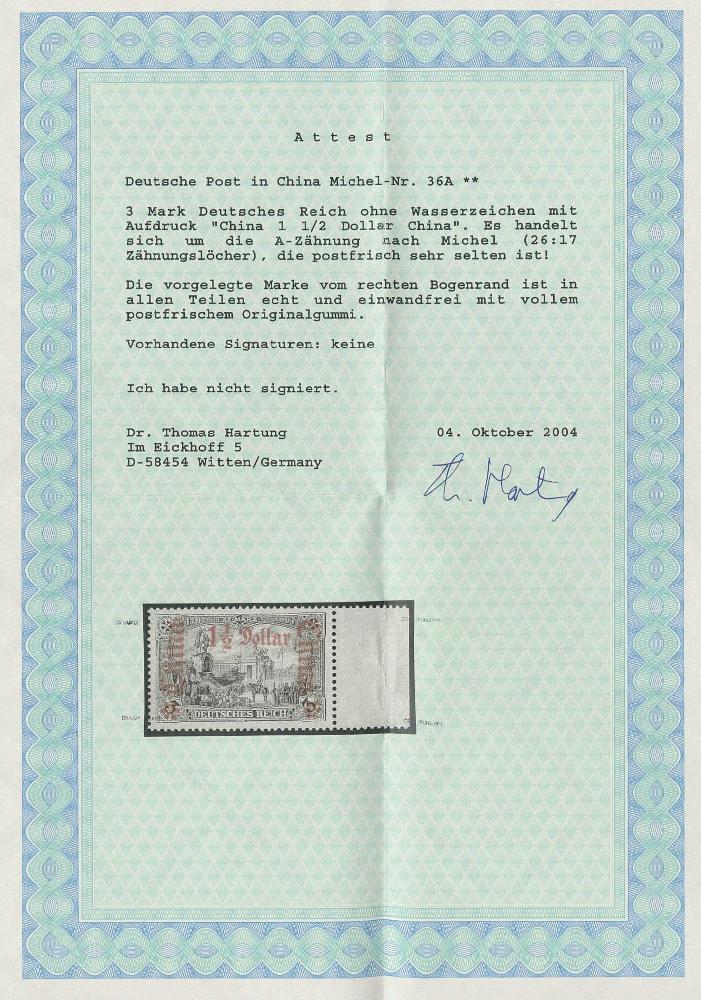 A t t e s t
Deutsche Post in China Michel-Nr. 36A **
3 Mark Deutsches Reich ohne Wasserzeichen mit
Aufdruck "China 1 1/2 Dollar China". Es handelt
sich um die A-Zähnung nach Michel (26:17
Zähnungslöcher), die postfrisch sehr selten ist!
Die vorgelegte Marke vom rechten Bogenrand ist in
allen Teilen echt und einwandfrei mit vollem
postfrischem Originalgummi.
Vorhandene Signaturen: keine
Ich habe nicht signiert.
Dr. Thomas Hartung
04. Oktober 2004
Im Eickhoff 5
D-58454 Witten/Germany
Th. Hartung
1½ Dollar
3 DEUTSCHES REICH 3